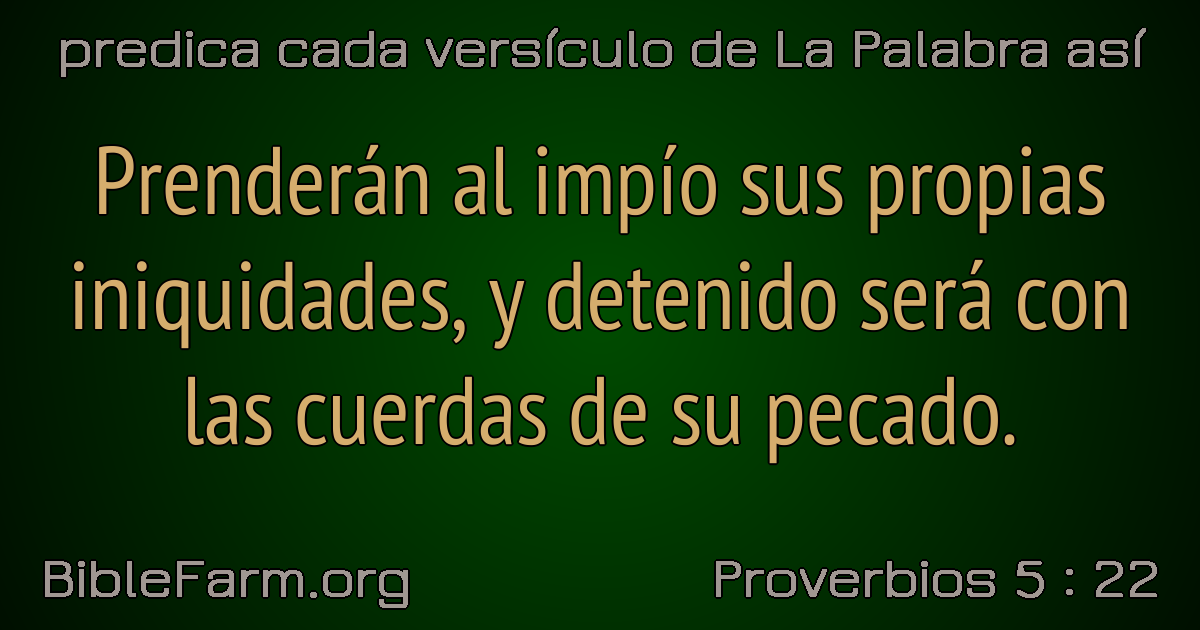 predica cada versículo de La Palabra así
Prenderán al impío sus propias
iniquidades, y detenido será con
las cuerdas de su pecado.
BibleFarm.org
Proverbios 5 : 22